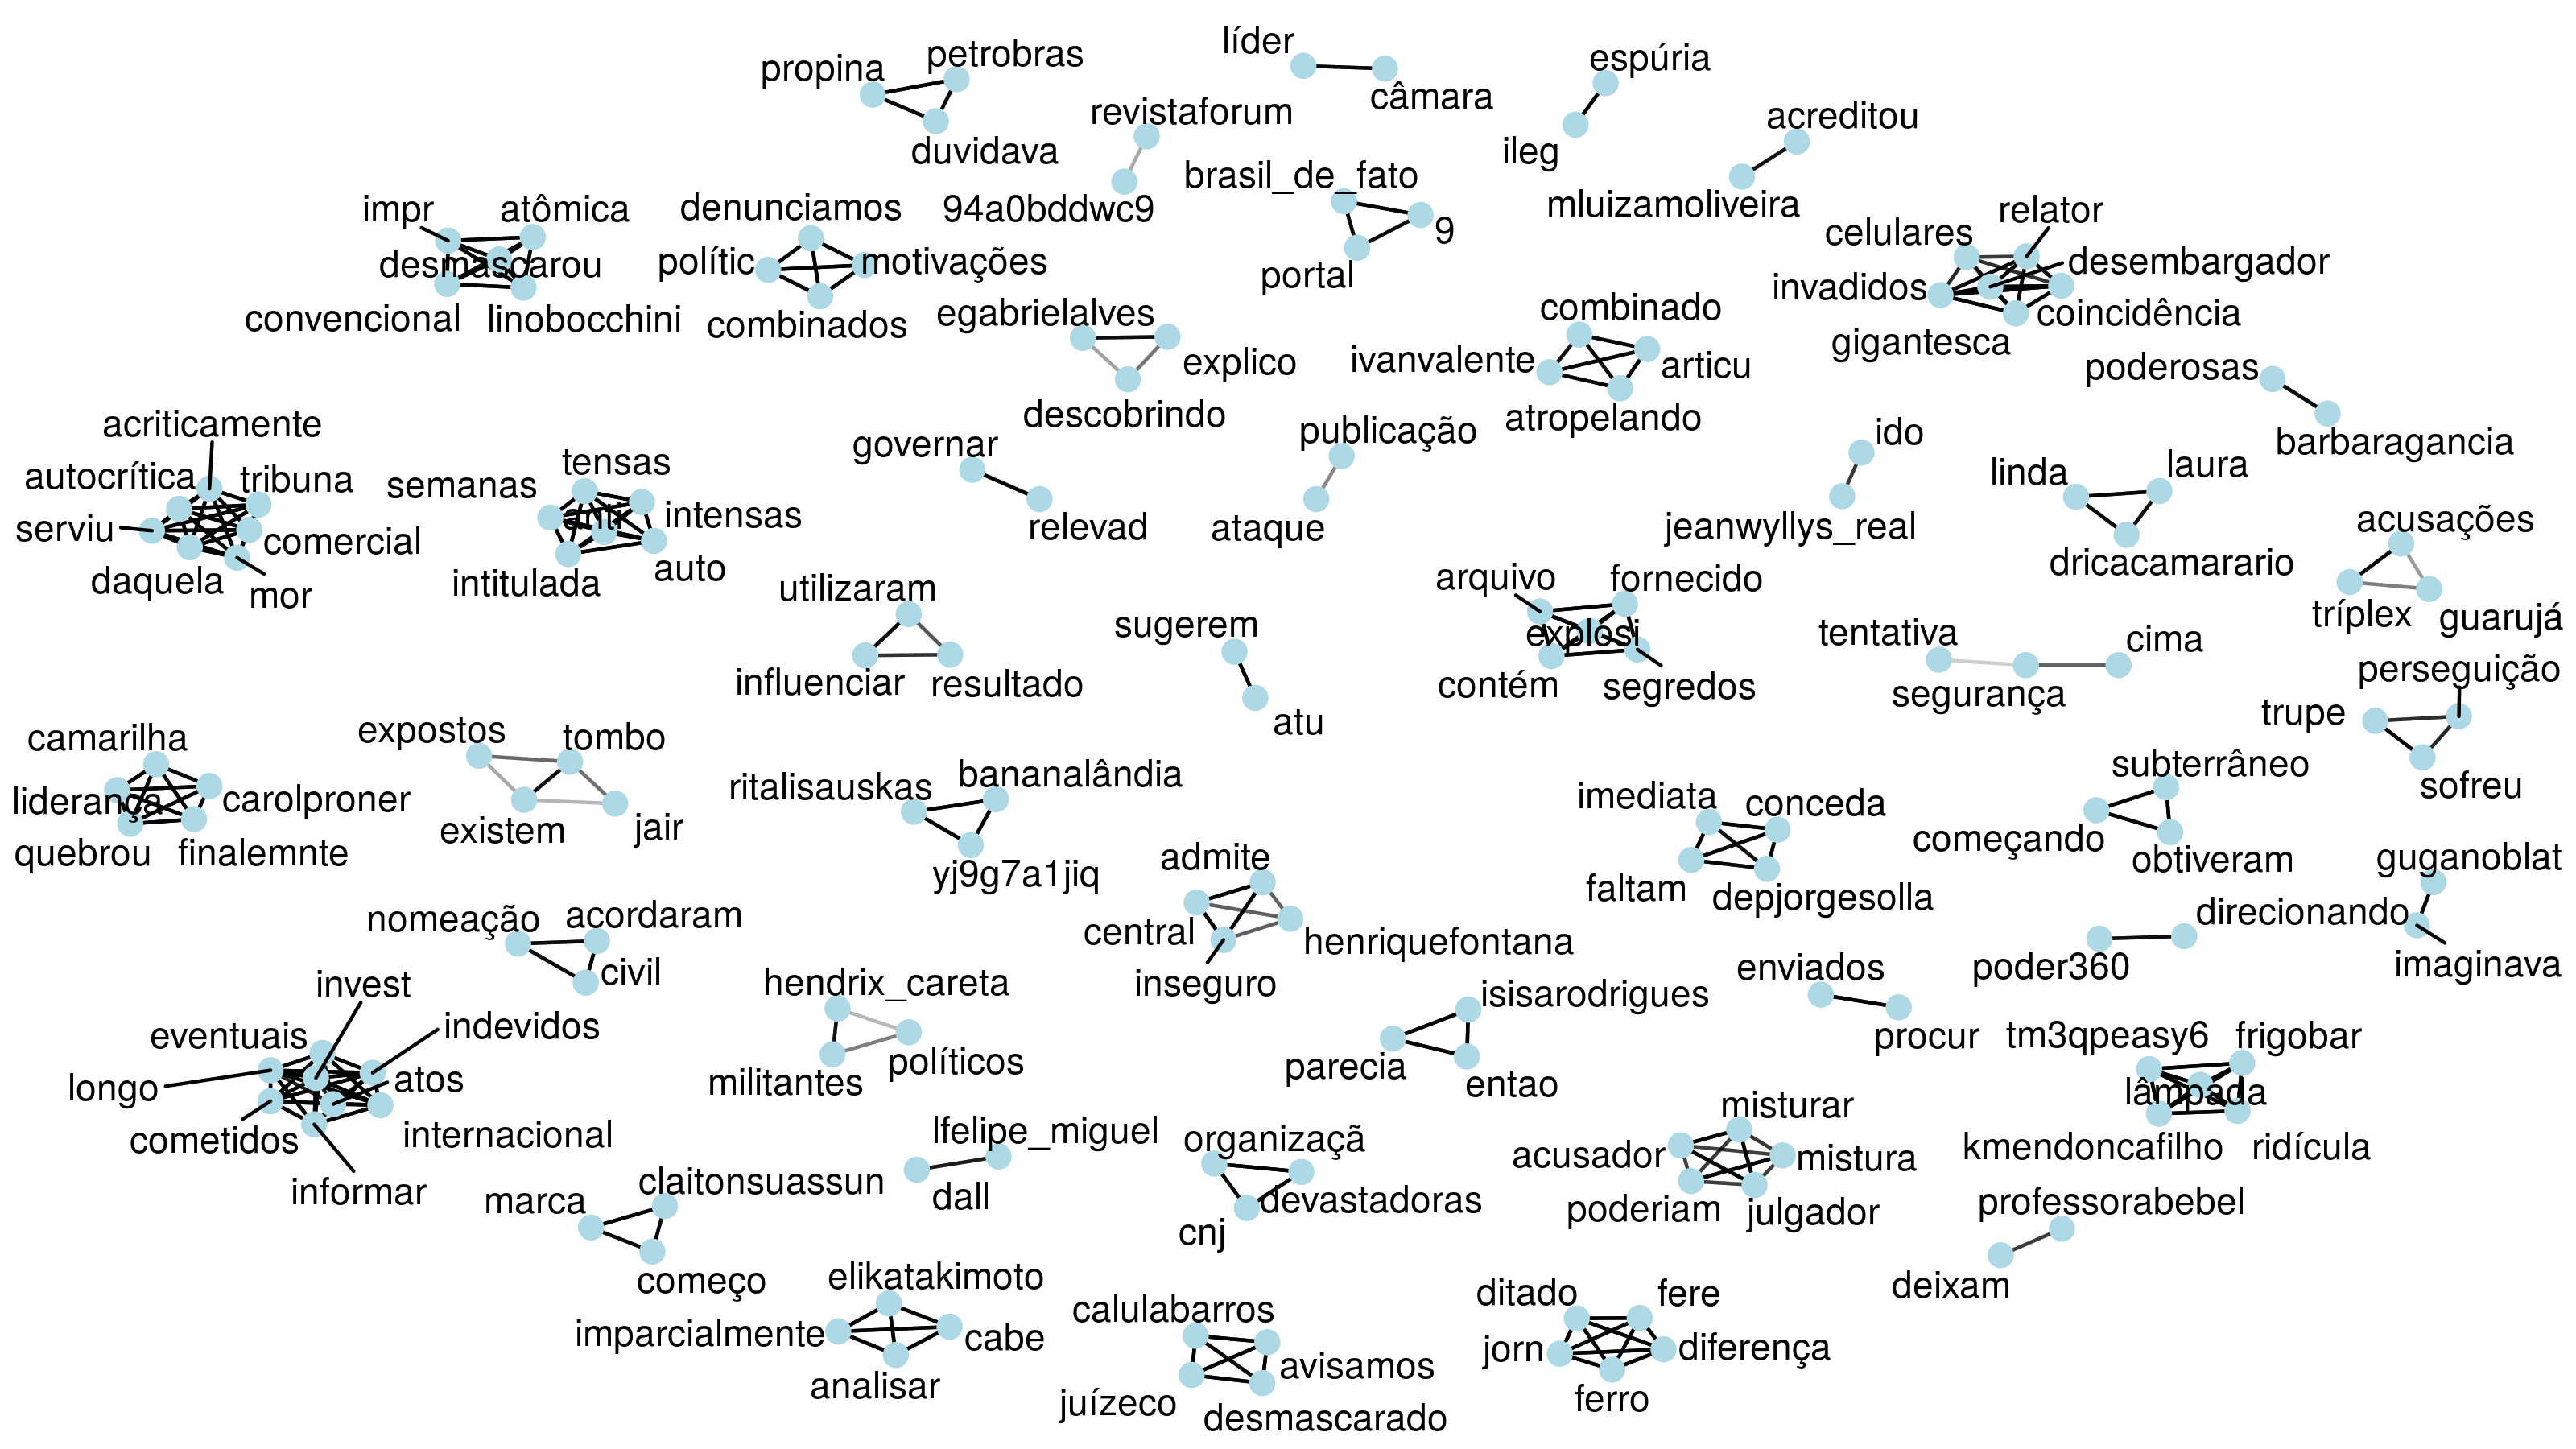 líder
câmara
propina
petrobras
duvidava
espúria
ileg
revistaforum
94a0bddwc9
acreditou
mluizamoliveira
brasil_de_fato
9
portal
impr
atômica
desmascarou
convencional
linobocchini
denunciamos
polític
motivações
combinados
celulares
relator
desembargador
invadidos
coincidência
gigantesca
egabrielalves
explico
descobrindo
combinado
ivanvalente
articu
atropelando
poderosas
barbaragancia
acriticamente
autocrítica
tribuna
serviu
comercial
daquela
mor
semanas
tensas
anti
intensas
intitulada
auto
governar
relevad
publicação
ataque
ido
jeanwyllys_real
linda
laura
dricacamarario
acusações
tríplex
guarujá
utilizaram
influenciar
resultado
sugerem
atu
arquivo
fornecido
explosi
contém
segredos
tentativa
cima
segurança
perseguição
trupe
sofreu
camarilha
liderança
carolproner
quebrou
finalemnte
expostos
tombo
existem
jair
ritalisauskas
bananalândia
yj9g7a1jiq
imediata
conceda
faltam
depjorgesolla
subterrâneo
começando
obtiveram
admite
central
henriquefontana
inseguro
guganoblat
imaginava
direcionando
poder360
nomeação
acordaram
civil
invest
eventuais
indevidos
longo
atos
cometidos
internacional
informar
hendrix_careta
políticos
militantes
isisarodrigues
parecia
entao
enviados
procur
tm3qpeasy6
frigobar
lâmpada
kmendoncafilho
ridícula
lfelipe_miguel
dall
organizaçã
devastadoras
cnj
misturar
acusador
mistura
poderiam
julgador
claitonsuassun
marca
começo
professorabebel
deixam
elikatakimoto
imparcialmente
cabe
analisar
calulabarros
avisamos
juízeco
desmascarado
ditado
fere
jorn
diferença
ferro